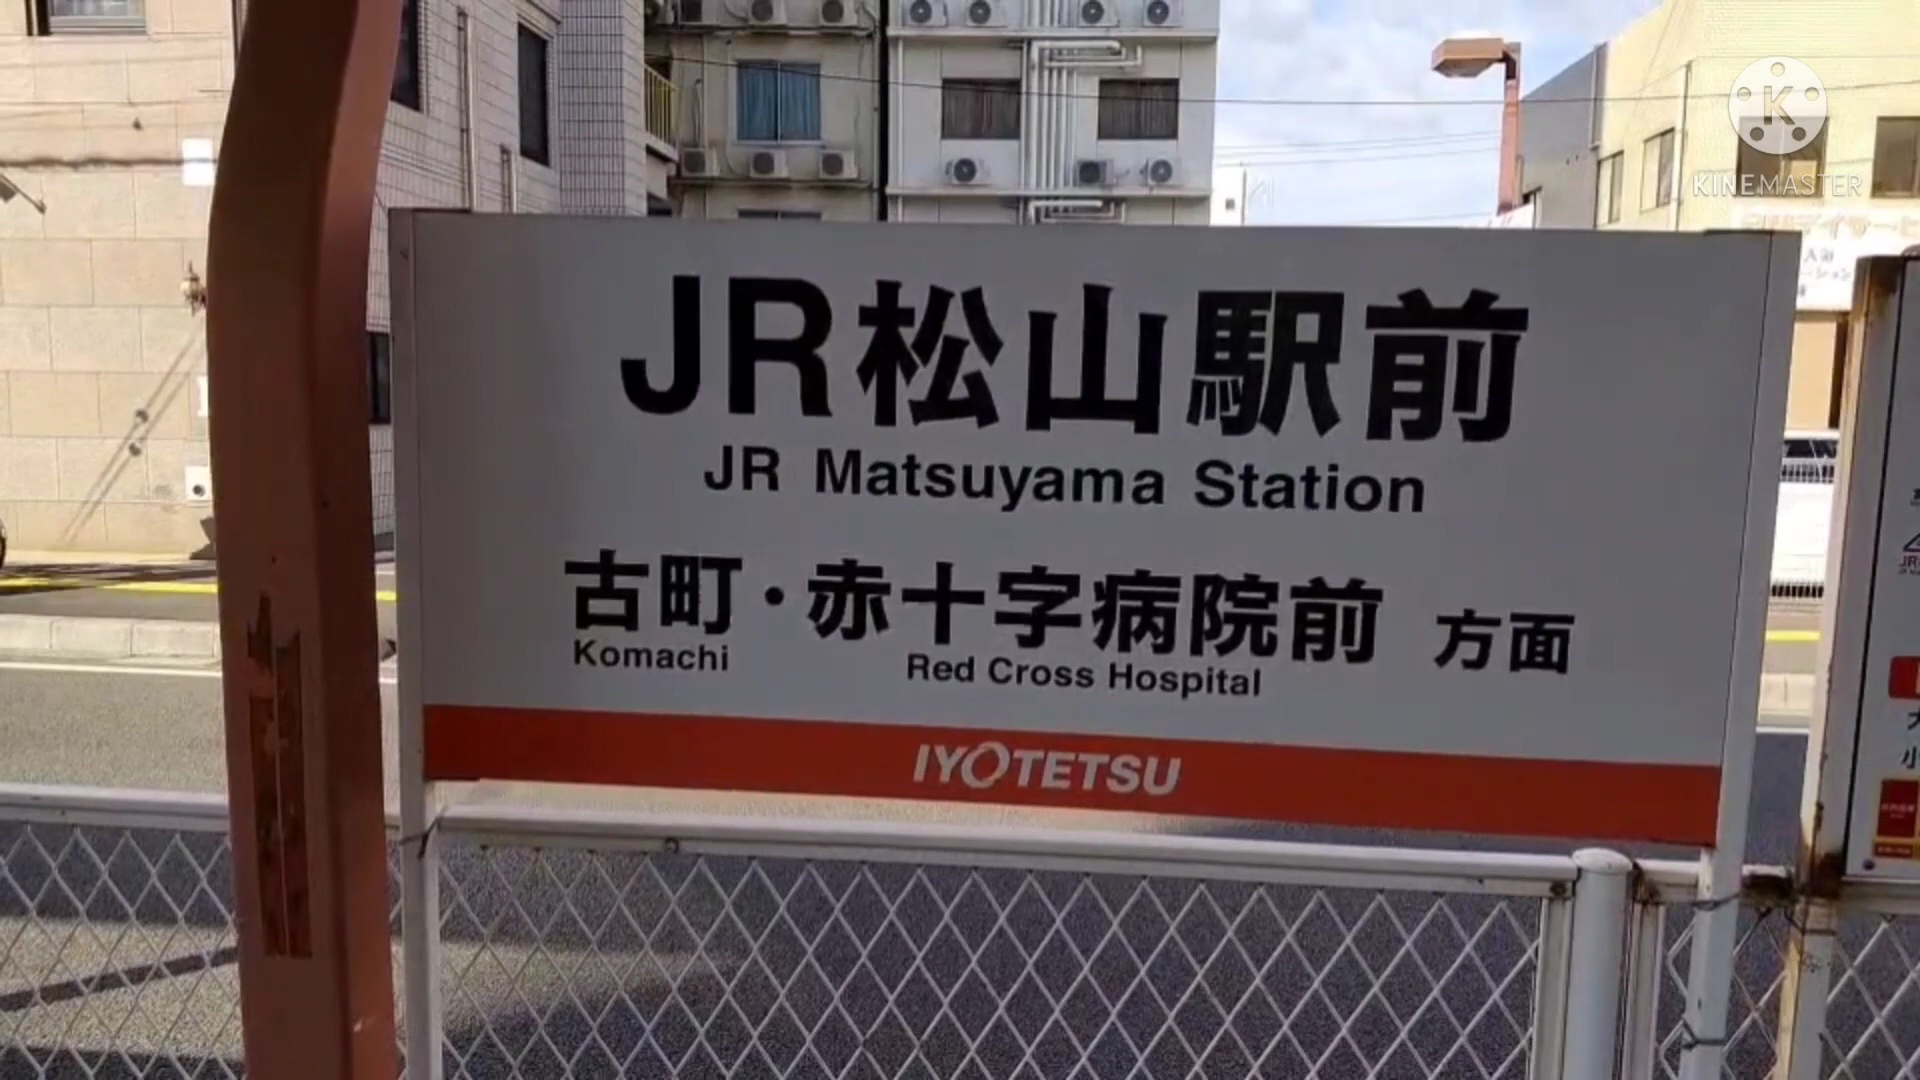 JR松山駅前
JR Matsuyama Station
古町・赤十字病院前 方面
Komachi Red Cross Hospital
IYOTETSU
KINEMASTER